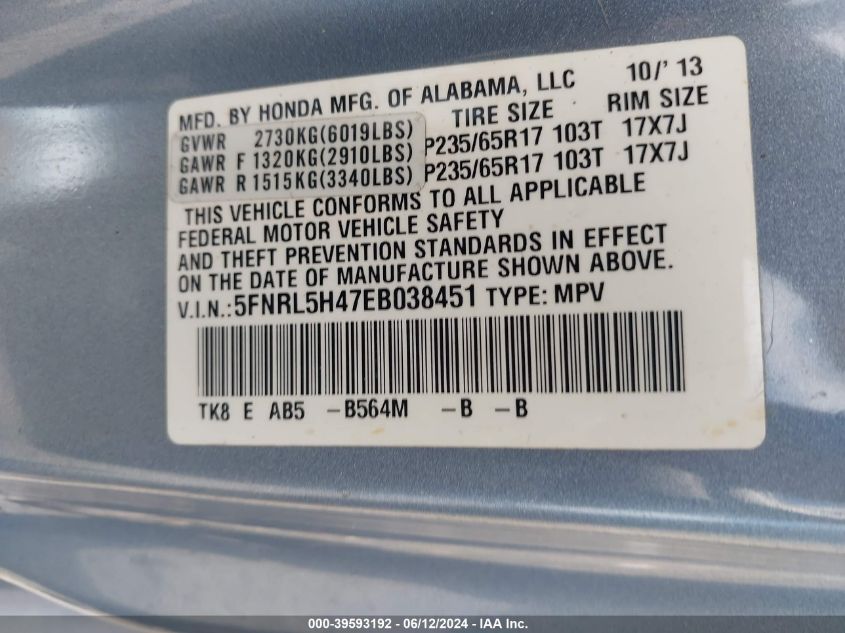 MFD. BY HONDA MFG. OF ALABAMA, LLC 10/' 13
TIRE SIZE RIM SIZE
GVWR 2730KG(6019LBS)
GAWR F 1320KG(2910LBS) P235/65R17 103T 17X7J
GAWR R 1515KG(3340LBS) P235/65R17 103T 17X7J
THIS VEHICLE CONFORMS TO ALL APPLICABLE
FEDERAL MOTOR VEHICLE SAFETY
AND THEFT PREVENTION STANDARDS IN EFFECT
ON THE DATE OF MANUFACTURE SHOWN ABOVE.
V.I.N.: 5FNRL5H47EB038451 TYPE: MPV
TK8 E AB5 -B564M -B -B
000-39593192 - 06/12/2024 - IAA Inc.